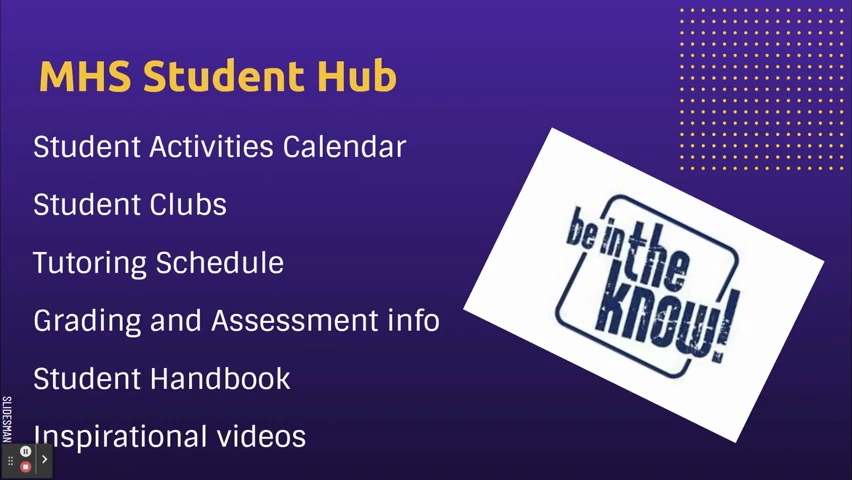 MHS Student Hub
Student Activities Calendar
Student Clubs
Tutoring Schedule
Grading and Assessment info
Student Handbook
Inspirational videos
be in the
know!
SLIDESMAN